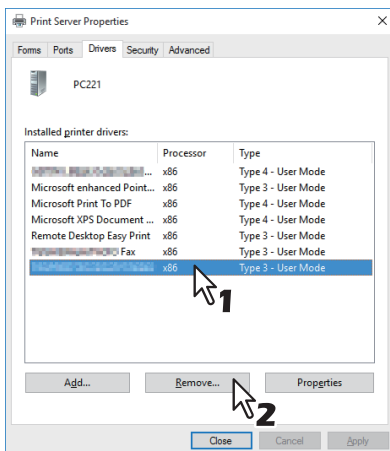 Print Server Properties
Forms Ports Drivers Security Advanced
PC221
Installed printer drivers:
Name Processor Type
... x86 Type 4 - User Mode
Microsoft enhanced Point... x86 Type 3 - User Mode
Microsoft Print To PDF x86 Type 4 - User Mode
Microsoft XPS Document ... x86 Type 4 - User Mode
Remote Desktop Easy Print x86 Type 3 - User Mode
Fax x86 Type 3 - User Mode
x86 Type 3 - User Mode
1
Add... Remove... Properties
2
Close Cancel Apply